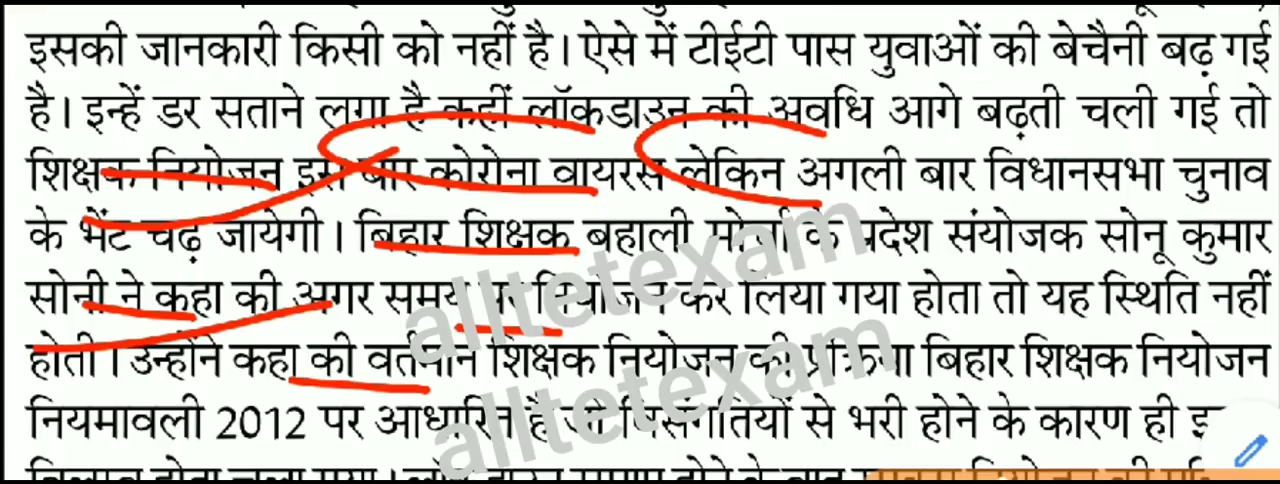 इसकी जानकारी किसी को नहीं है। ऐसे में टीईटी पास युवाओं की बेचैनी बढ़ गई
है। इन्हें डर सताने लगा है कहीं लॉकडाउन की अवधि आगे बढ़ती चली गई तो
शिक्षक नियोजन इस बार कोरोना वायरस लेकिन अगली बार विधानसभा चुनाव
के भेंट चढ़ जायेगी। बिहार शिक्षक बहाली मोर्चा के प्रदेश संयोजक सोनू कुमार
सोनी ने कहा की अगर समय पर नियोजन कर लिया गया होता तो यह स्थिति नहीं
होती। उन्होंने कहा की वर्तमान शिक्षक नियोजन की प्रक्रिया बिहार शिक्षक नियोजन
नियमावली 2012 पर आधारित है जो विसंगतियों से भरी होने के कारण ही
alltetexam
alltetexam